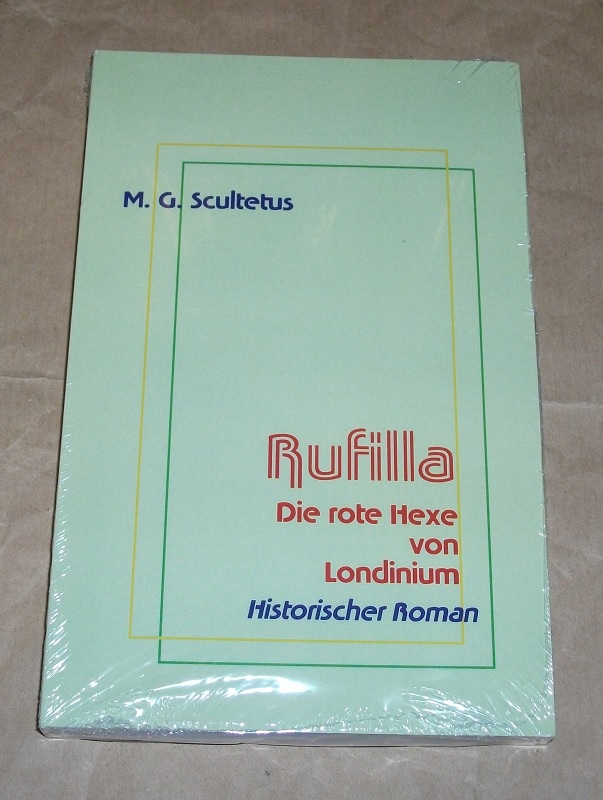 M. G. Scultetus
Rufilla
Die rote Hexe
von
Londinium
Historischer Roman